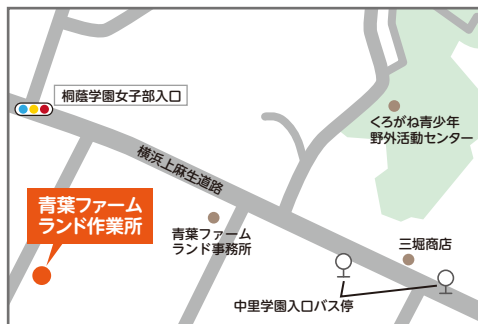 桐蔭学園女子部入口
くろがね青少年
野外活動センター
横浜上麻生道路
青葉ファーム
ランド作業所
青葉ファーム
ランド事務所
三堀商店
中里学園入口バス停